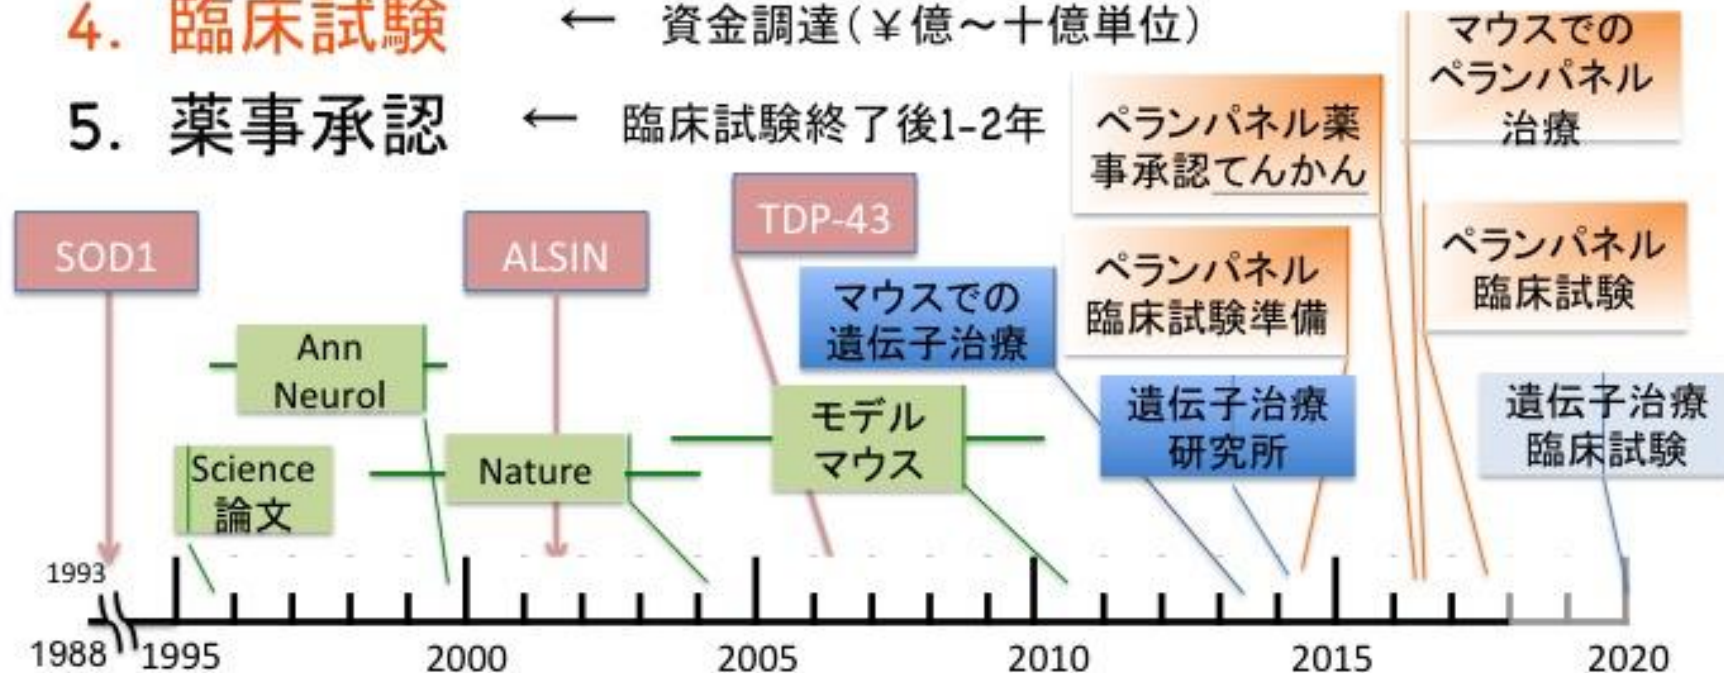 4. 臨床試験 ← 資金調達(¥億～十億単位)
5. 薬事承認 ← 臨床試験終了後1-2年
マウスでの
ペランパネル
治療
ペランパネル薬
事承認てんかん
SOD1
ALSIN
TDP-43
マウスでの
遺伝子治療
ペランパネル
臨床試験準備
ペランパネル
臨床試験
Ann
Neurol
Science
論文
Nature
モデル
マウス
遺伝子治療
研究所
遺伝子治療
臨床試験
1993
1988 1995 2000 2005 2010 2015 2020